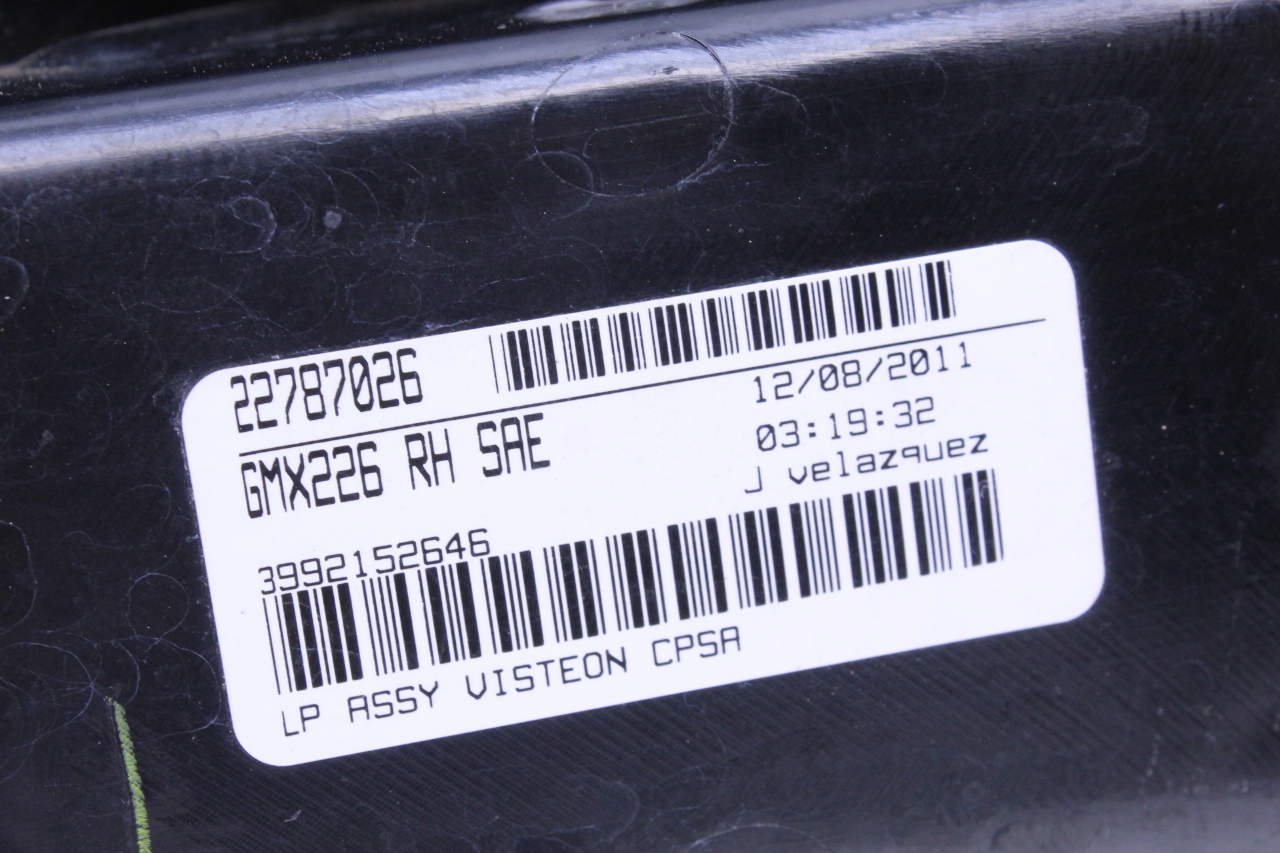 22787026
12/08/2011
GMX226 RH SAE
03:19:32
J velazquez
3992152646
LP ASSY VISTEON CPSA